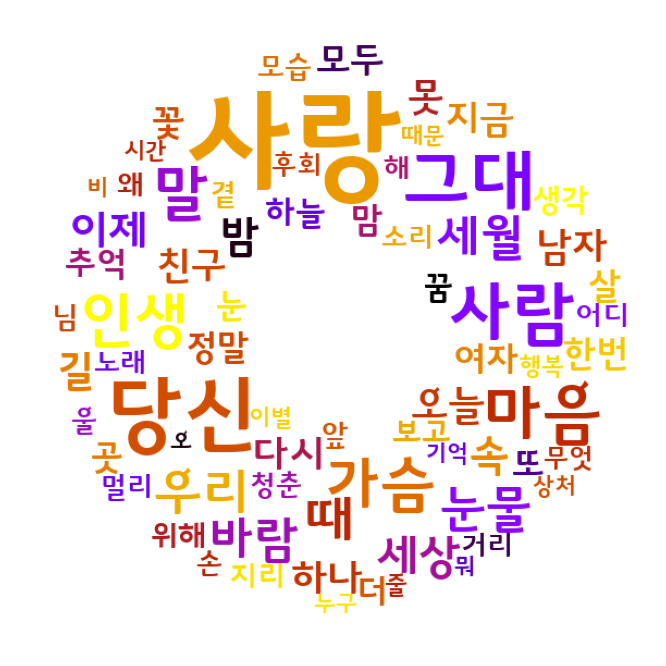 모습 모두
꽃 사랑 못 지금
시간 후회 때문
비 왜 말 곁 해 그대 생각
이제 밤 하늘 맘 소리 세월 남자
추억 친구 꿈 살
님 인생 눈 사람 어디
길 노래 정말 여자 행복 한번
울 당신 이별 오늘 마음
곳 오 다시 앞 보고 기억 속 또 무엇
멀리 우리 청춘 가슴 눈물 상처
위해 바람 때 세상 거리
손 지리 하나 더 줄 뭐
누구